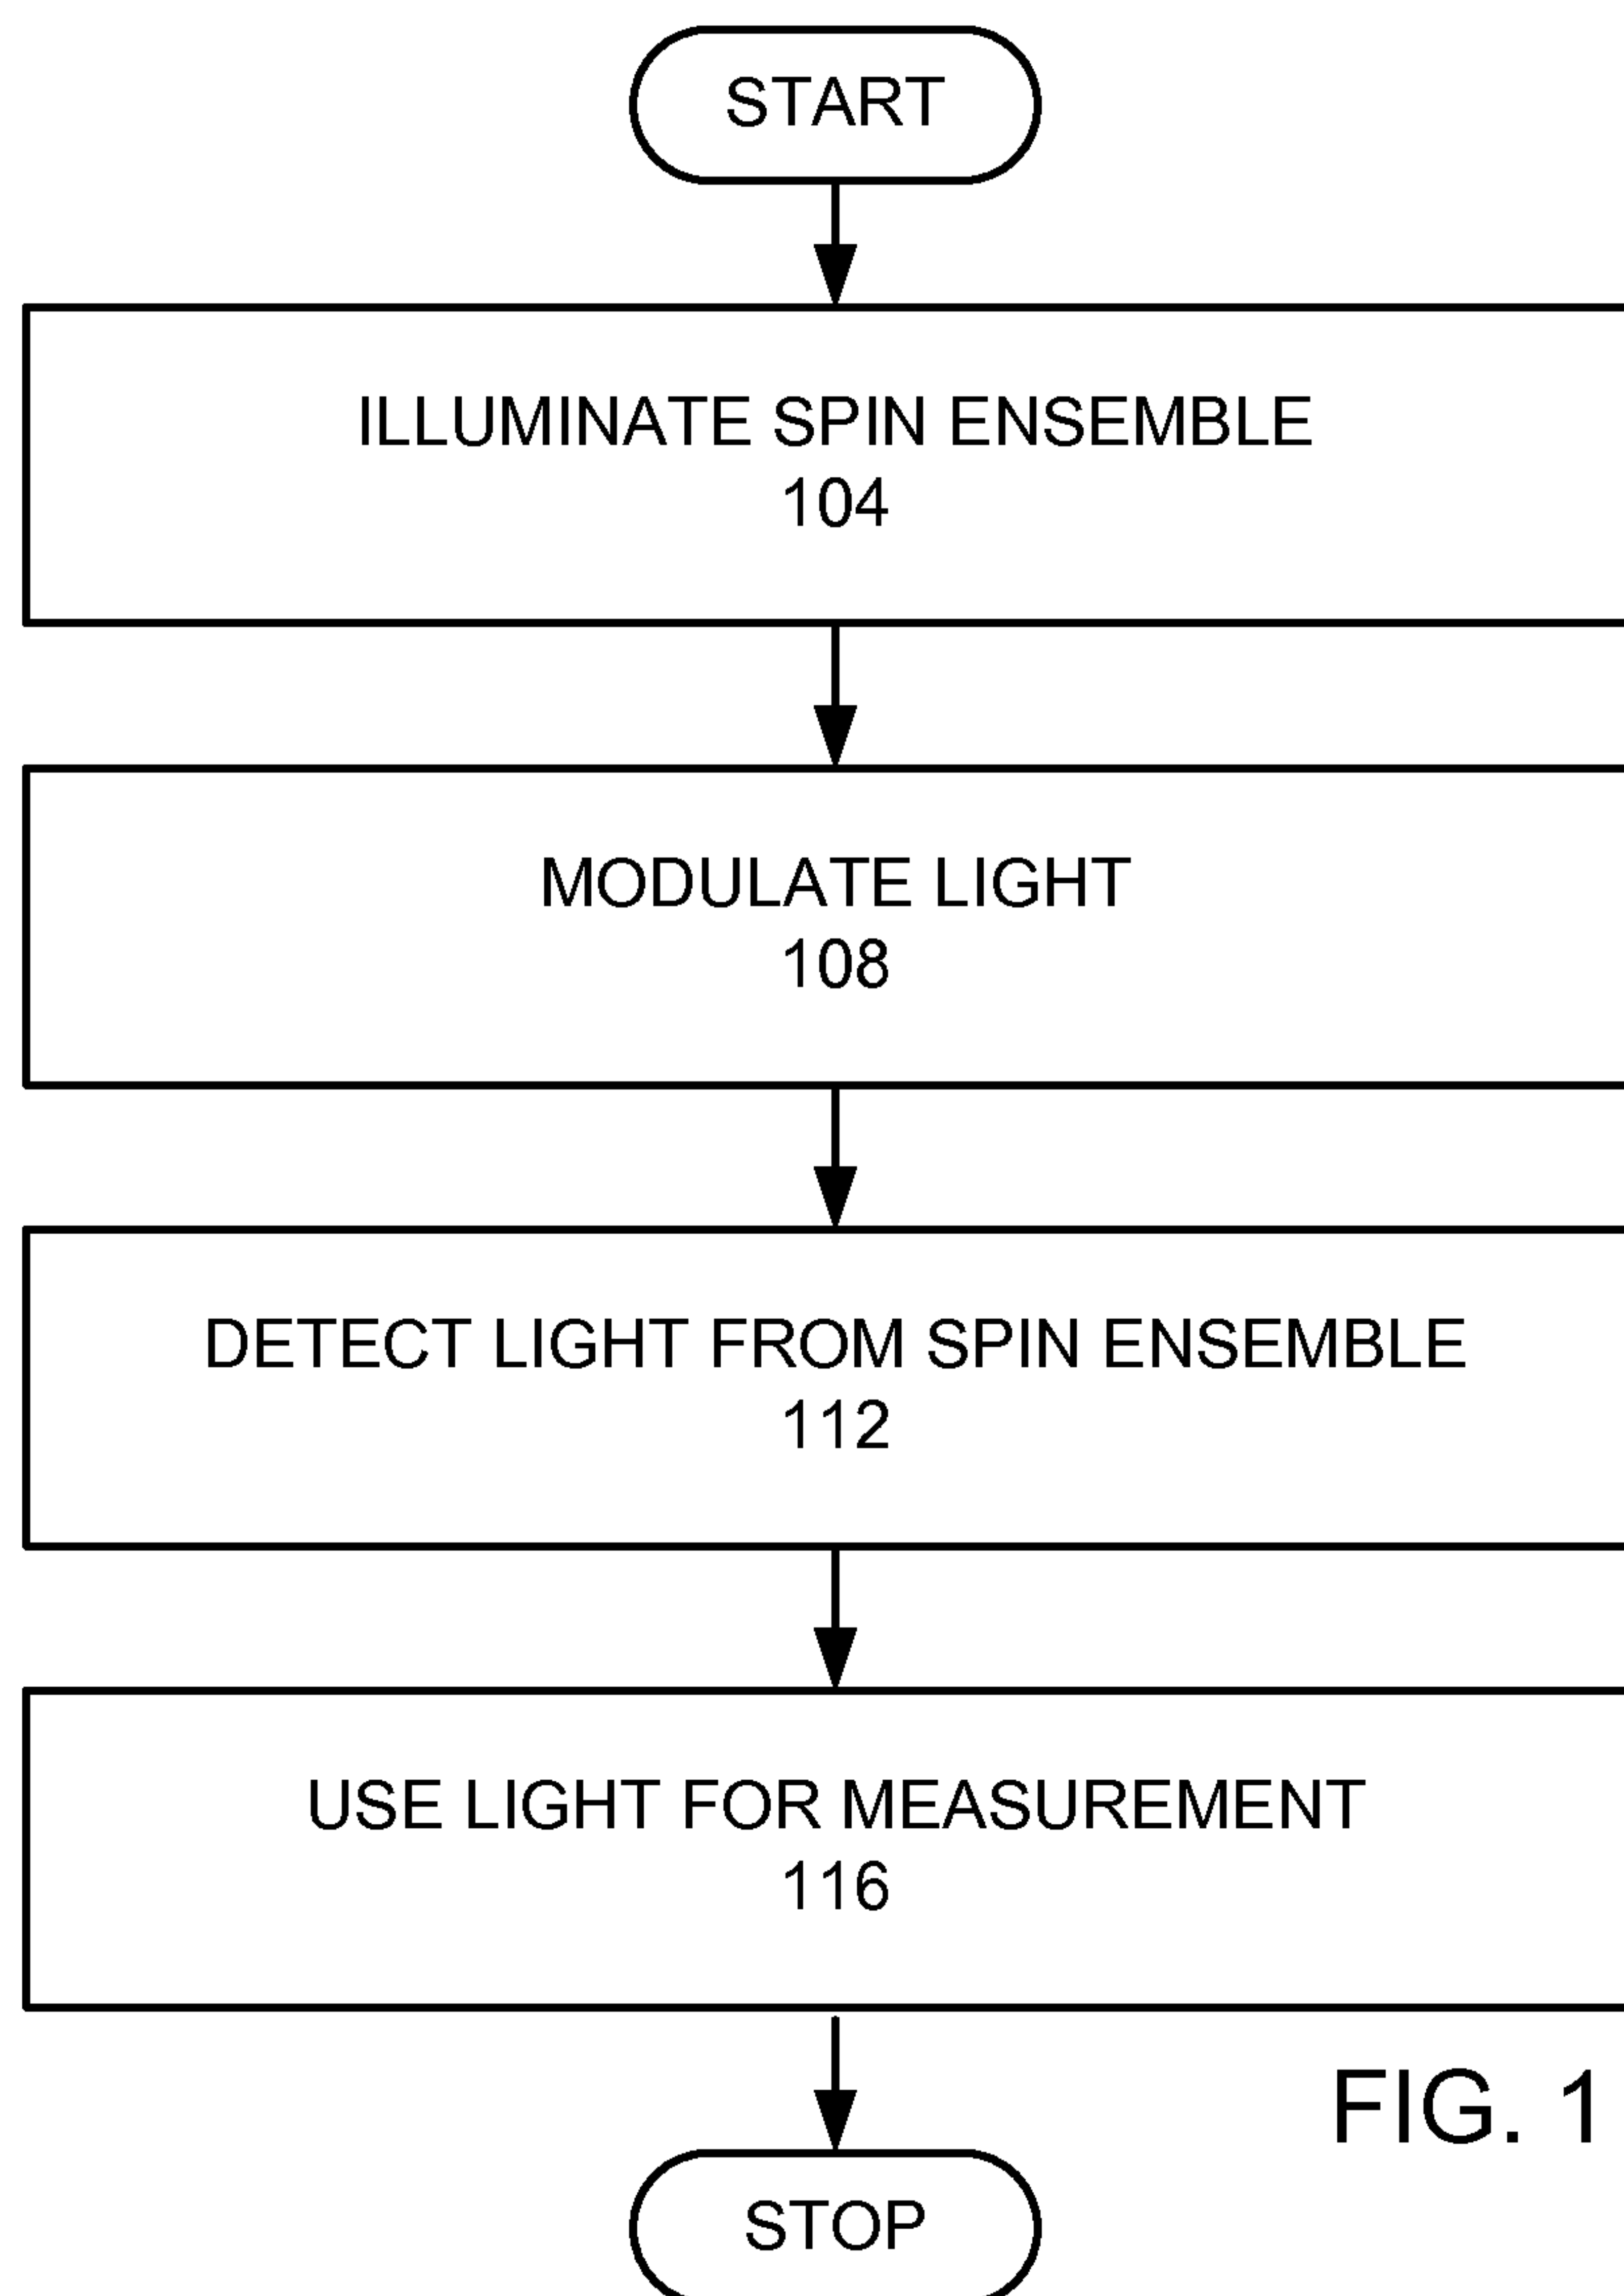 START
ILLUMINATE SPIN ENSEMBLE
104
MODULATE LIGHT
108
DETECT LIGHT FROM SPIN ENSEMBLE
112
USE LIGHT FOR MEASUREMENT
116
FIG. 1
STOP